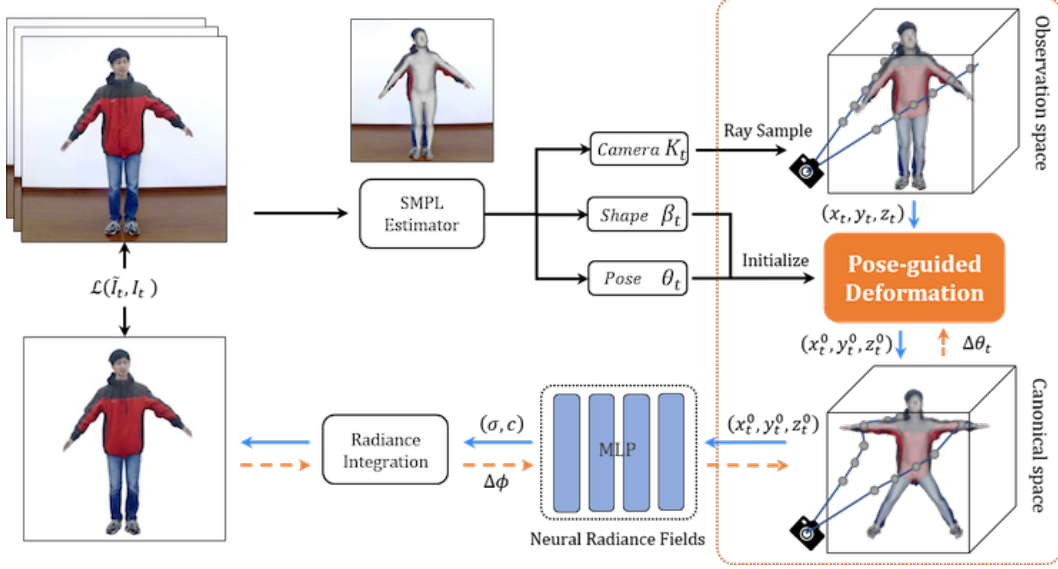 Observation space
Ray Sample
Camera K_t
SMPL
Estimator
Shape β_t
(x_t, y_t, z_t)
Initialize
Pose-guided
Deformation
Pose θ_t
ℒ(Ĩ_t, I_t )
(x_t^0, y_t^0, z_t^0)
Δθ_t
Canonical space
(σ, c)
(x_t^0, y_t^0, z_t^0)
Radiance
Integration
MLP
Δϕ
Neural Radiance Fields